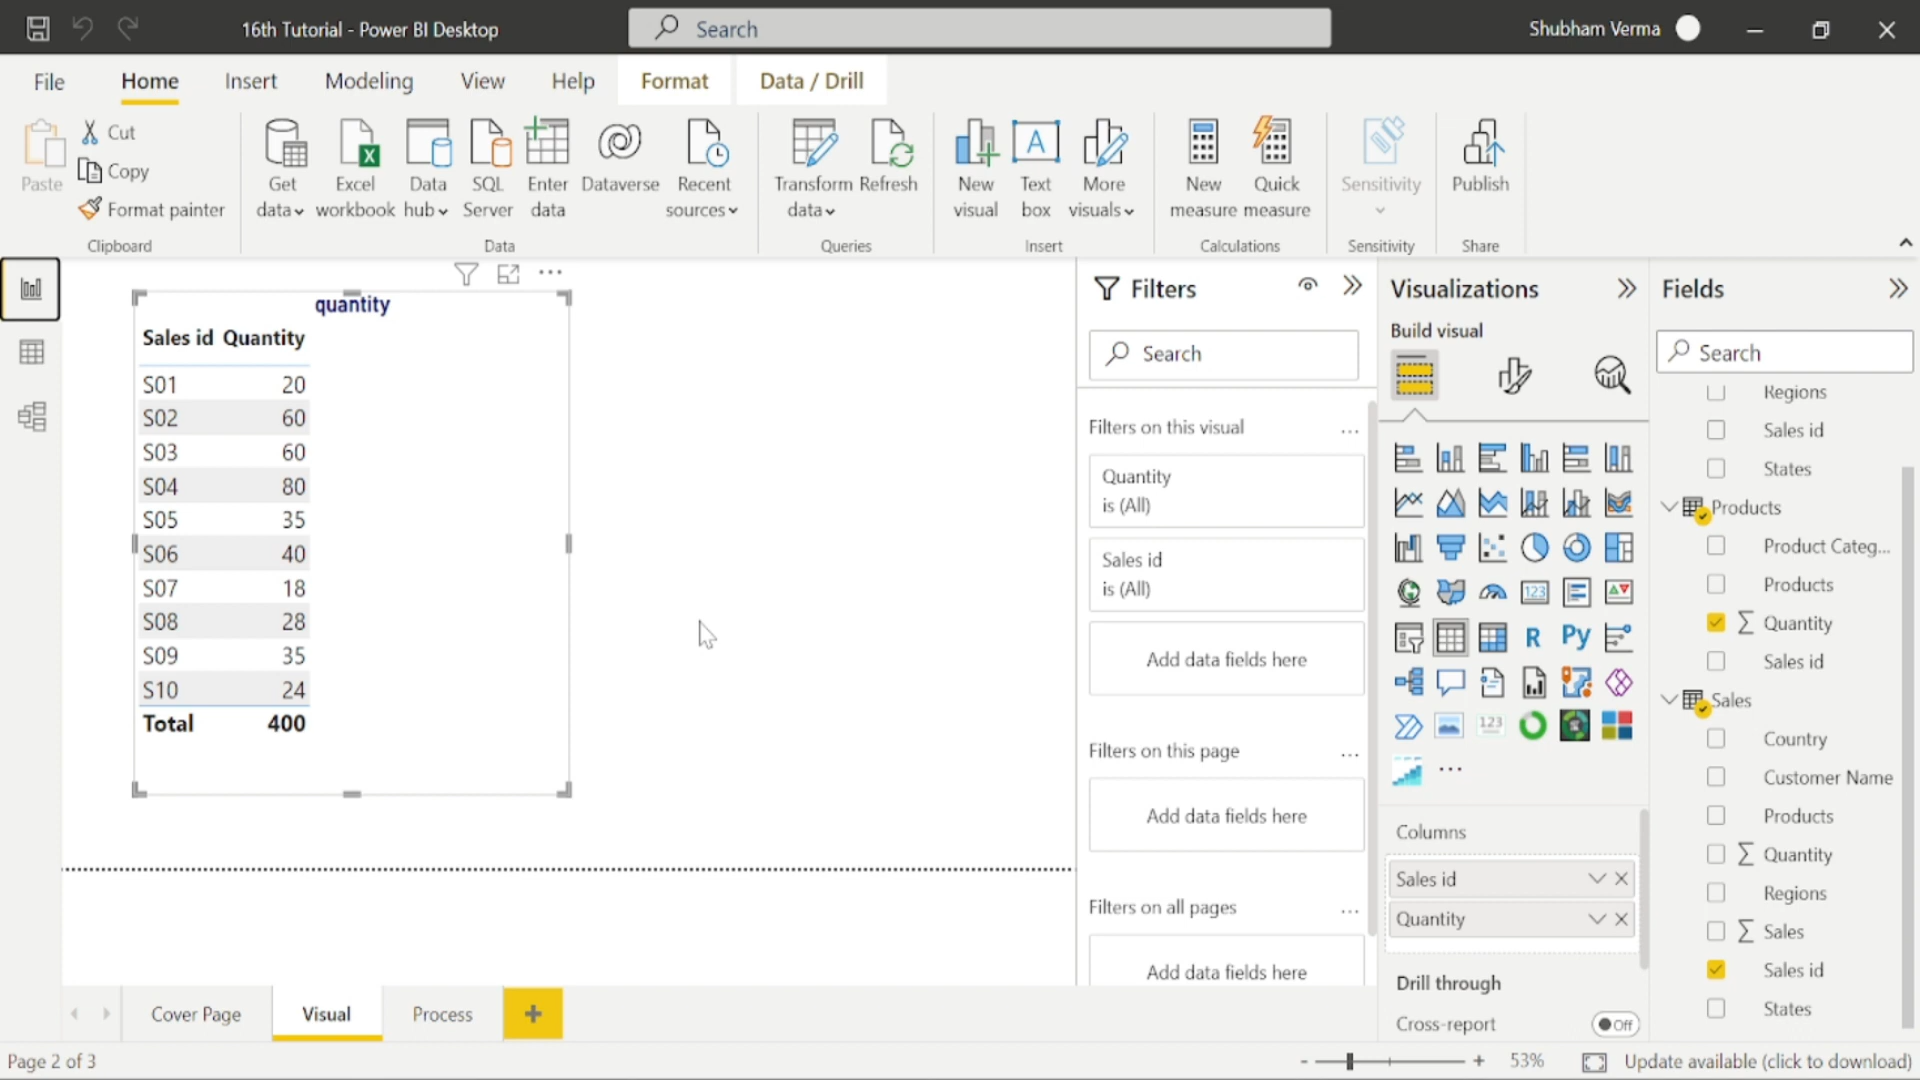 16th Tutorial - Power BI Desktop
Search
Shubham Verma
File
Home
Insert
Modeling
View
Help
Format
Data / Drill
Paste
Cut
Copy
Format painter
Clipboard
Get data
Excel workbook
Data hub
SQL Server
Enter data
Dataverse
Recent sources
Data
Transform data
Refresh
Queries
New visual
Text box
More visuals
Insert
New measure
Quick measure
Calculations
Sensitivity
Sensitivity
Publish
Share
quantity
Sales id Quantity
S01 20
S02 60
S03 60
S04 80
S05 35
S06 40
S07 18
S08 28
S09 35
S10 24
Total 400
Filters
Search
Filters on this visual ...
Quantity
is (All)
Sales id
is (All)
Add data fields here
Filters on this page ...
Add data fields here
Filters on all pages ...
Add data fields here
Visualizations
Build visual
123
R
Py
123
...
Columns
Sales id
Quantity
Drill through
Cross-report Off
Fields
Search
Regions
Sales id
States
Products
Product Categ...
Products
Quantity
Sales id
Sales
Country
Customer Name
Products
Quantity
Regions
Sales
Sales id
States
Cover Page
Visual
Process
+
Page 2 of 3
- + 53%
Update available (click to download)